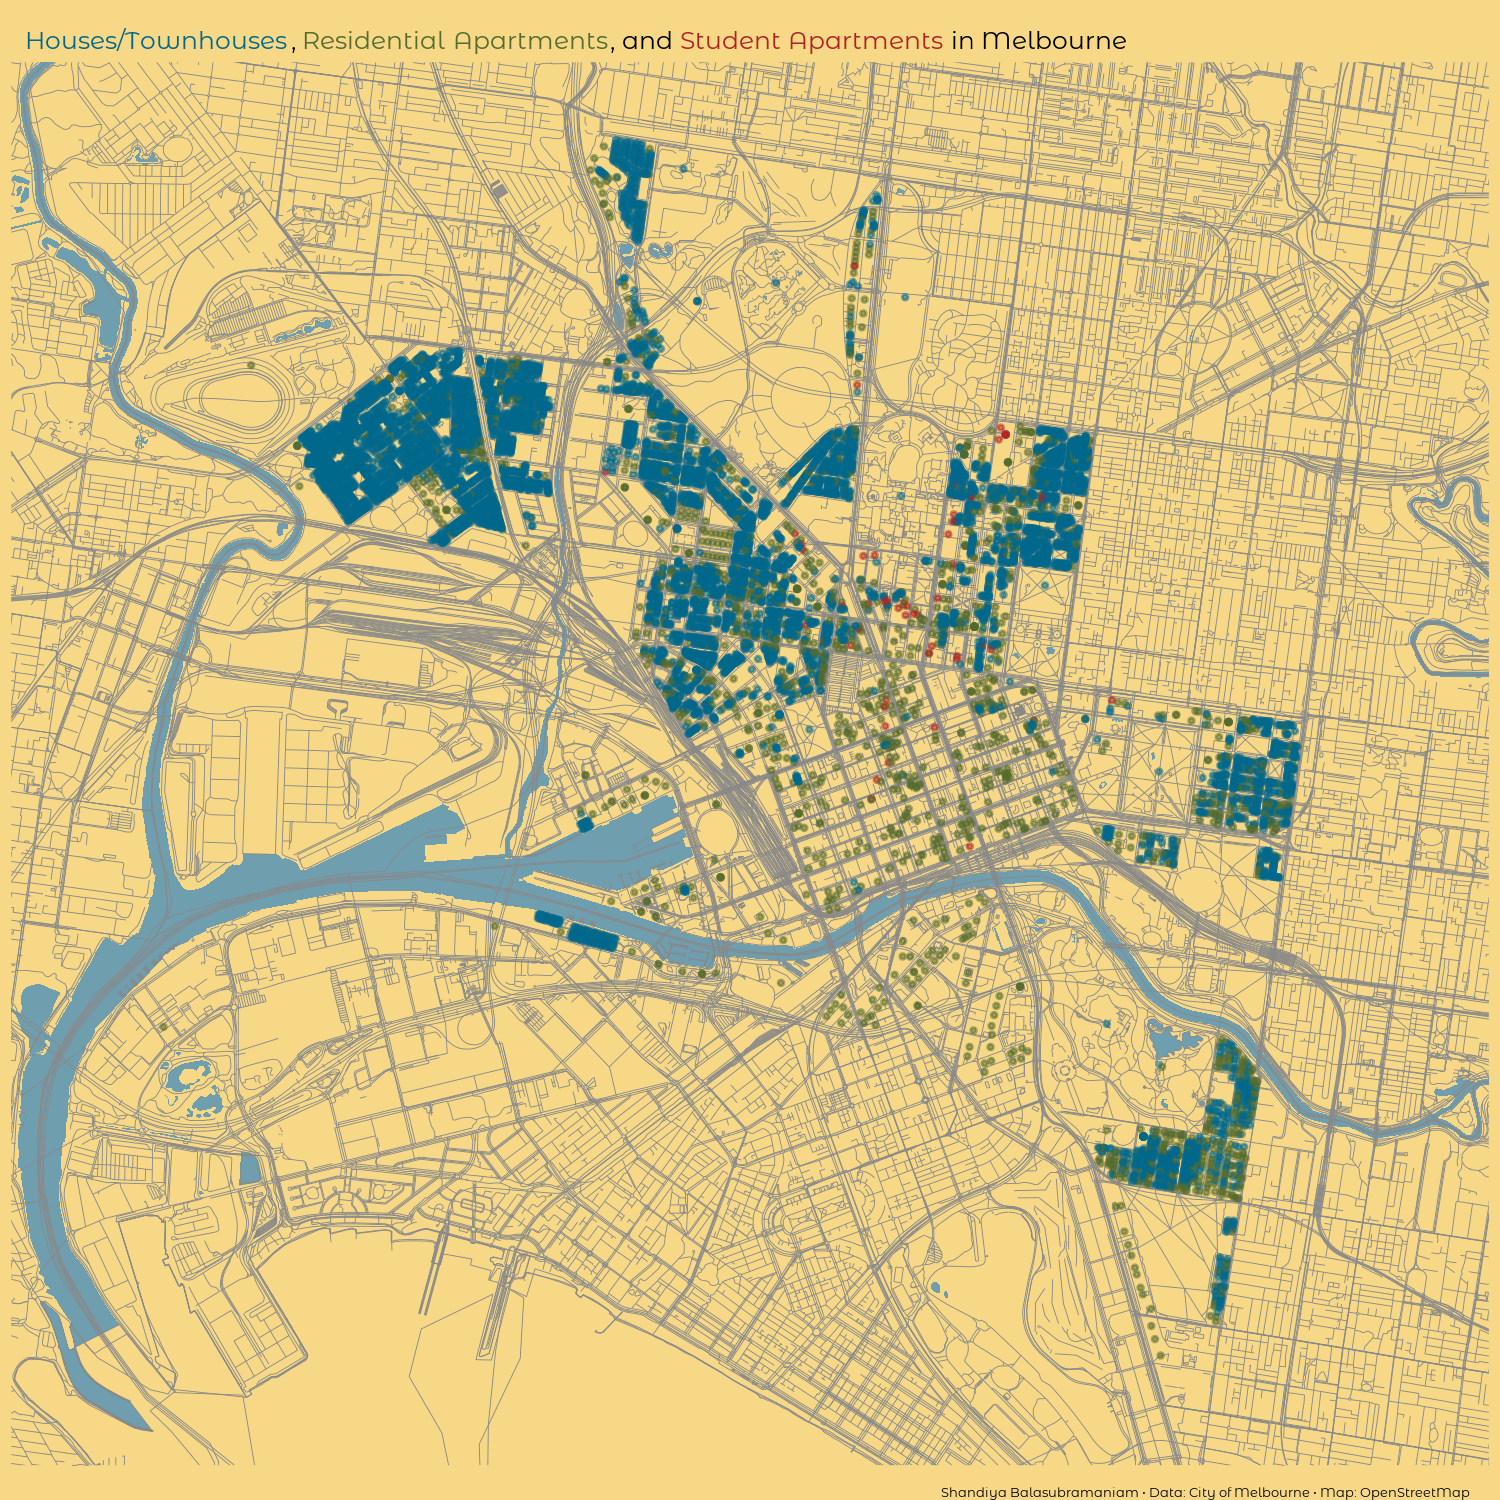 Houses/Townhouses, Residential Apartments, and Student Apartments in Melbourne
Shandiya Balasubramaniam • Data: City of Melbourne • Map: OpenStreetMap